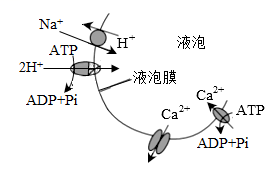 Na⁺
H⁺
液泡
ATP
2H⁺
液泡膜
ADP+Pi
Ca²⁺
Ca²⁺
ATP
ADP+Pi